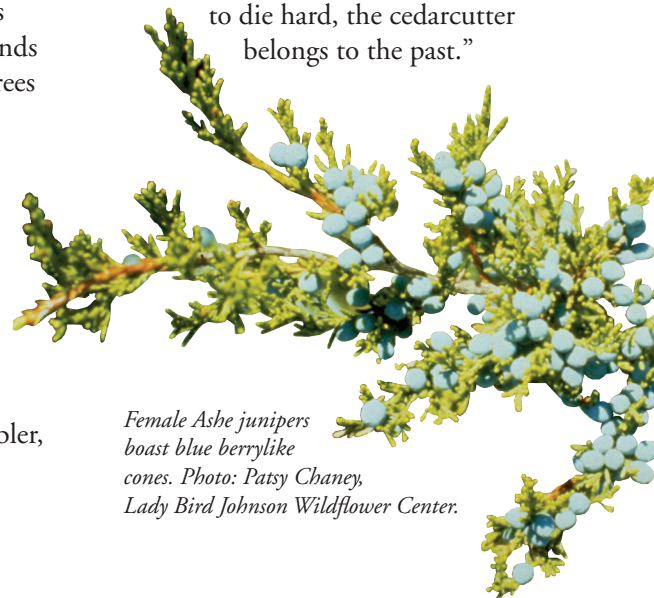 to die hard, the cedarcutter
belongs to the past.”
Female Ashe junipers
boast blue berrylike
cones. Photo: Patsy Chaney,
Lady Bird Johnson Wildflower Center.